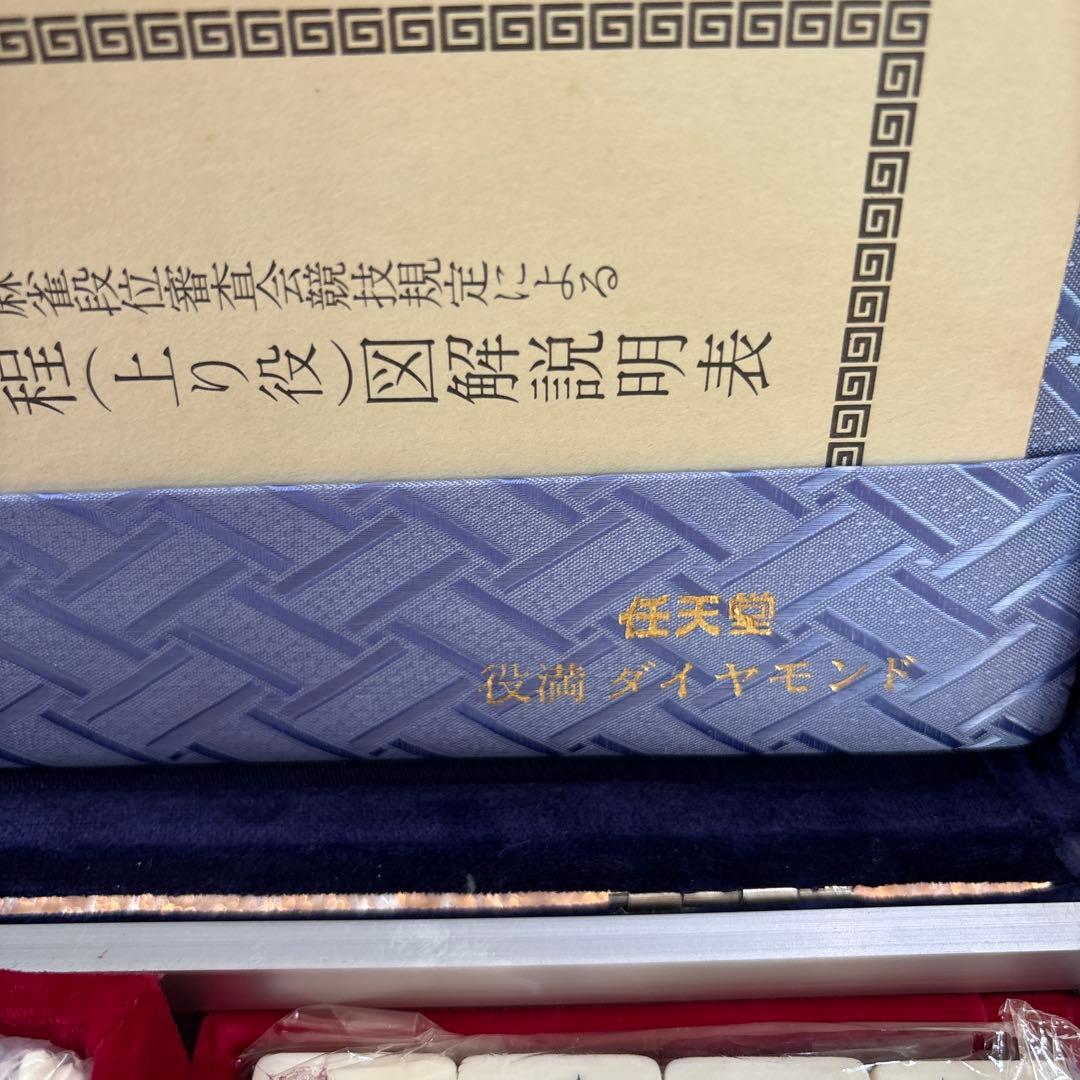 麻雀段位審査会競技規定による
程(上り役)図解説明表
任天堂
役満 ダイヤモンド